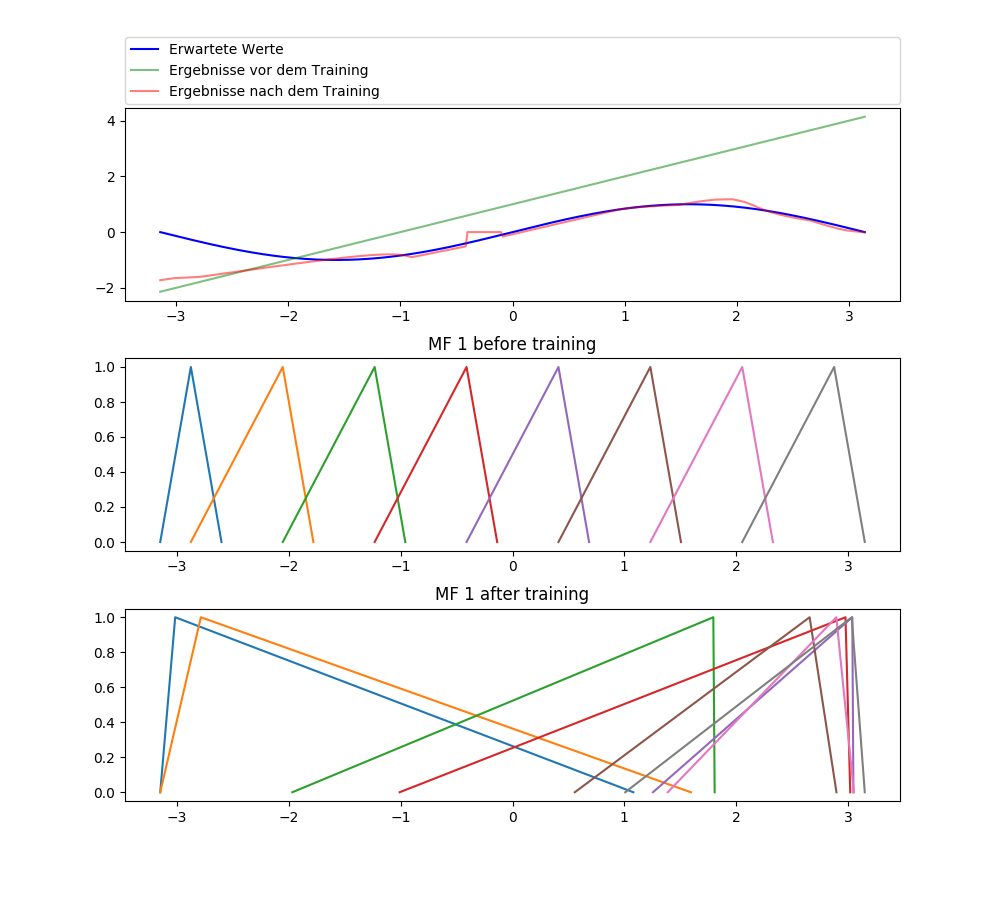 Erwartete Werte
Ergebnisse vor dem Training
Ergebnisse nach dem Training
4
2
0
−2
−3 −2 −1 0 1 2 3
MF 1 before training
1.0
0.8
0.6
0.4
0.2
0.0
−3 −2 −1 0 1 2 3
MF 1 after training
1.0
0.8
0.6
0.4
0.2
0.0
−3 −2 −1 0 1 2 3